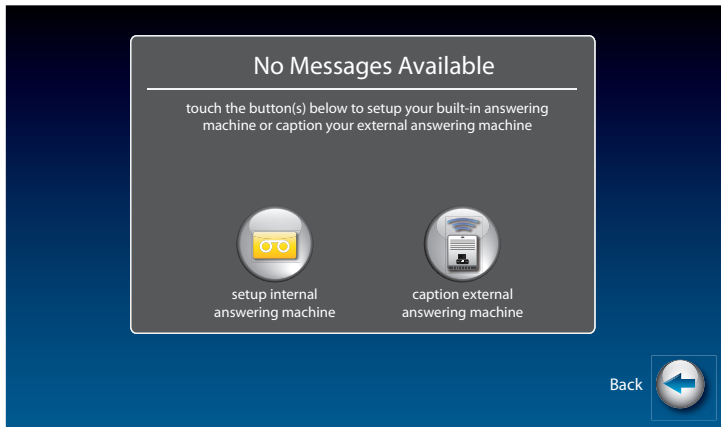 No Messages Available
touch the button(s) below to setup your built-in answering
machine or caption your external answering machine
setup internal
answering machine
caption external
answering machine
Back